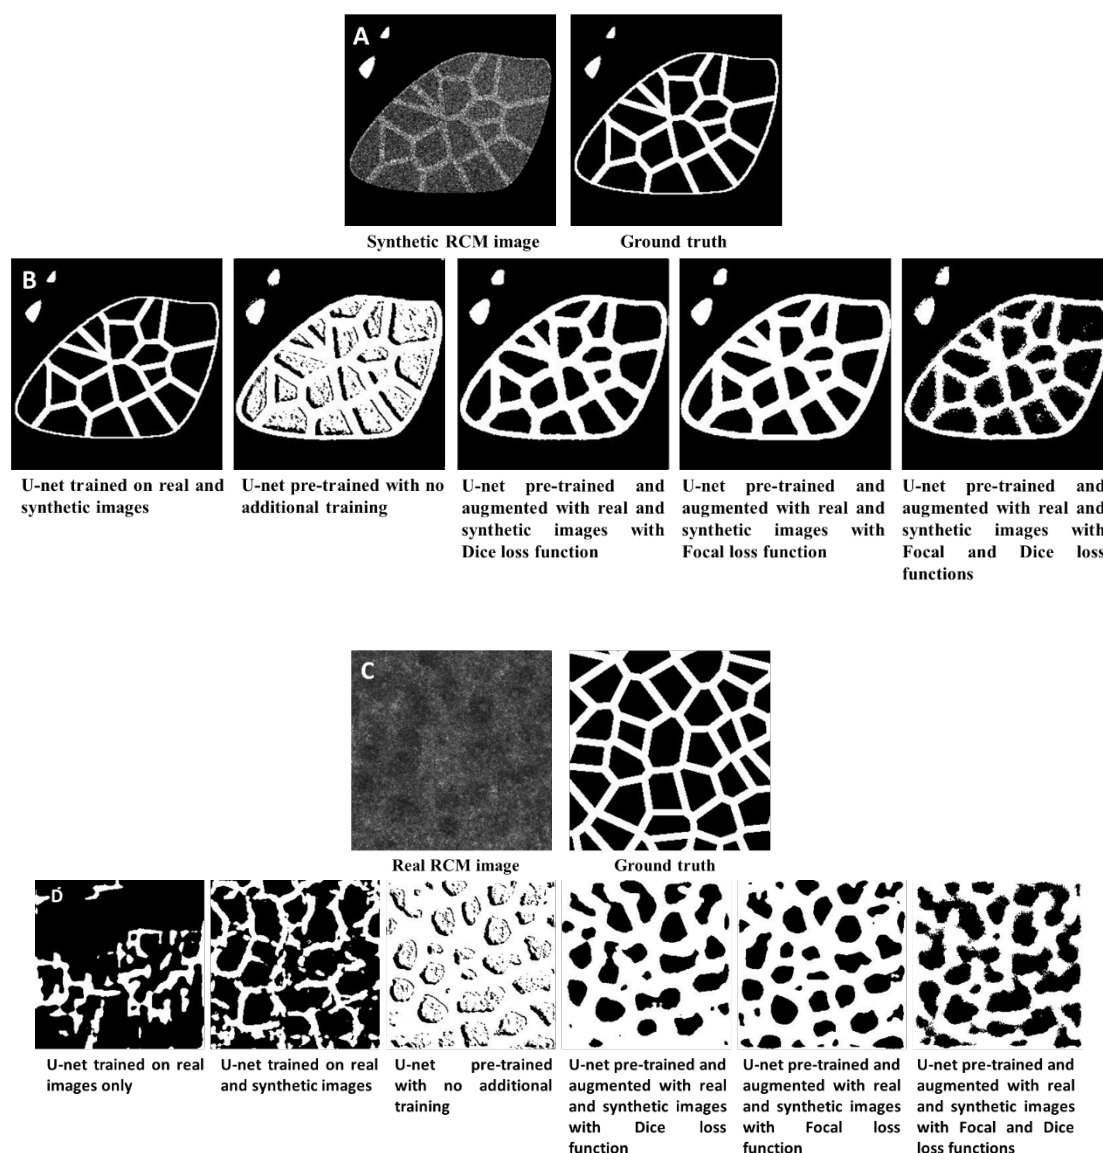 A
Synthetic RCM image
Ground truth
B
U-net trained on real and
synthetic images
U-net pre-trained with no
additional training
U-net pre-trained and
augmented with real and
synthetic images with
Dice loss function
U-net pre-trained and
augmented with real and
synthetic images with
Focal loss function
U-net pre-trained and
augmented with real and
synthetic images with
Focal and Dice loss
functions
C
Real RCM image
Ground truth
D
U-net trained on real
images only
U-net trained on real
and synthetic images
U-net pre-trained
with no additional
training
U-net pre-trained and
augmented with real
and synthetic images
with Dice loss
function
U-net pre-trained and
augmented with real
and synthetic images
with Focal loss
function
U-net pre-trained and
augmented with real
and synthetic images
with Focal and Dice
loss functions